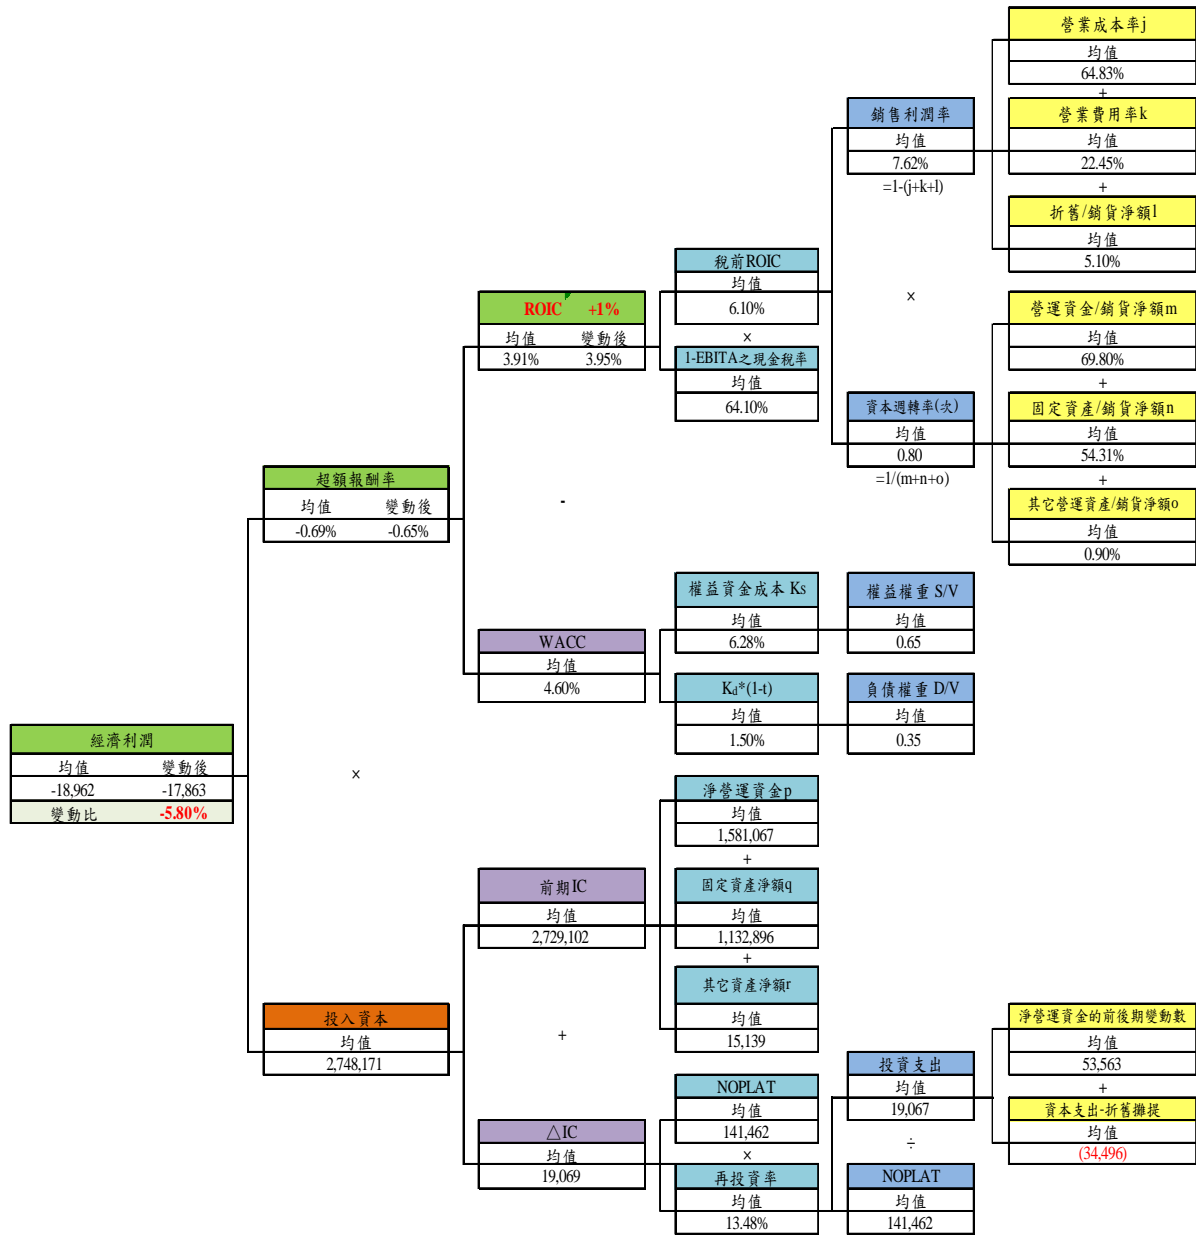 營業成本率j
均值
64.83%
+
營業費用率k
均值
22.45%
+
折舊/銷貨淨額l
均值
5.10%
銷售利潤率
均值
7.62%
=1-(j+k+l)
×
營運資金/銷貨淨額m
均值
69.80%
+
固定資產/銷貨淨額n
均值
54.31%
+
其它營運資產/銷貨淨額o
均值
0.90%
資本週轉率(次)
均值
0.80
=1/(m+n+o)
稅前ROIC
均值
6.10%
×
1-EBITA之現金稅率
均值
64.10%
ROIC +1%
均值 變動後
3.91% 3.95%
超額報酬率
均值 變動後
-0.69% -0.65%
-
WACC
均值
4.60%
權益資金成本 Ks
均值
6.28%
權益權重 S/V
均值
0.65
Kd*(1-t)
均值
1.50%
負債權重 D/V
均值
0.35
經濟利潤
均值 變動後
-18,962 -17,863
變動比 -5.80%
×
淨營運資金p
均值
1,581,067
+
固定資產淨額q
均值
1,132,896
+
其它資產淨額r
均值
15,139
前期IC
均值
2,729,102
投入資本
均值
2,748,171
+
△IC
均值
19,069
NOPLAT
均值
141,462
×
再投資率
均值
13.48%
投資支出
均值
19,067
÷
NOPLAT
均值
141,462
淨營運資金的前後期變動數
均值
53,563
+
資本支出-折舊攤提
均值
(34,496)